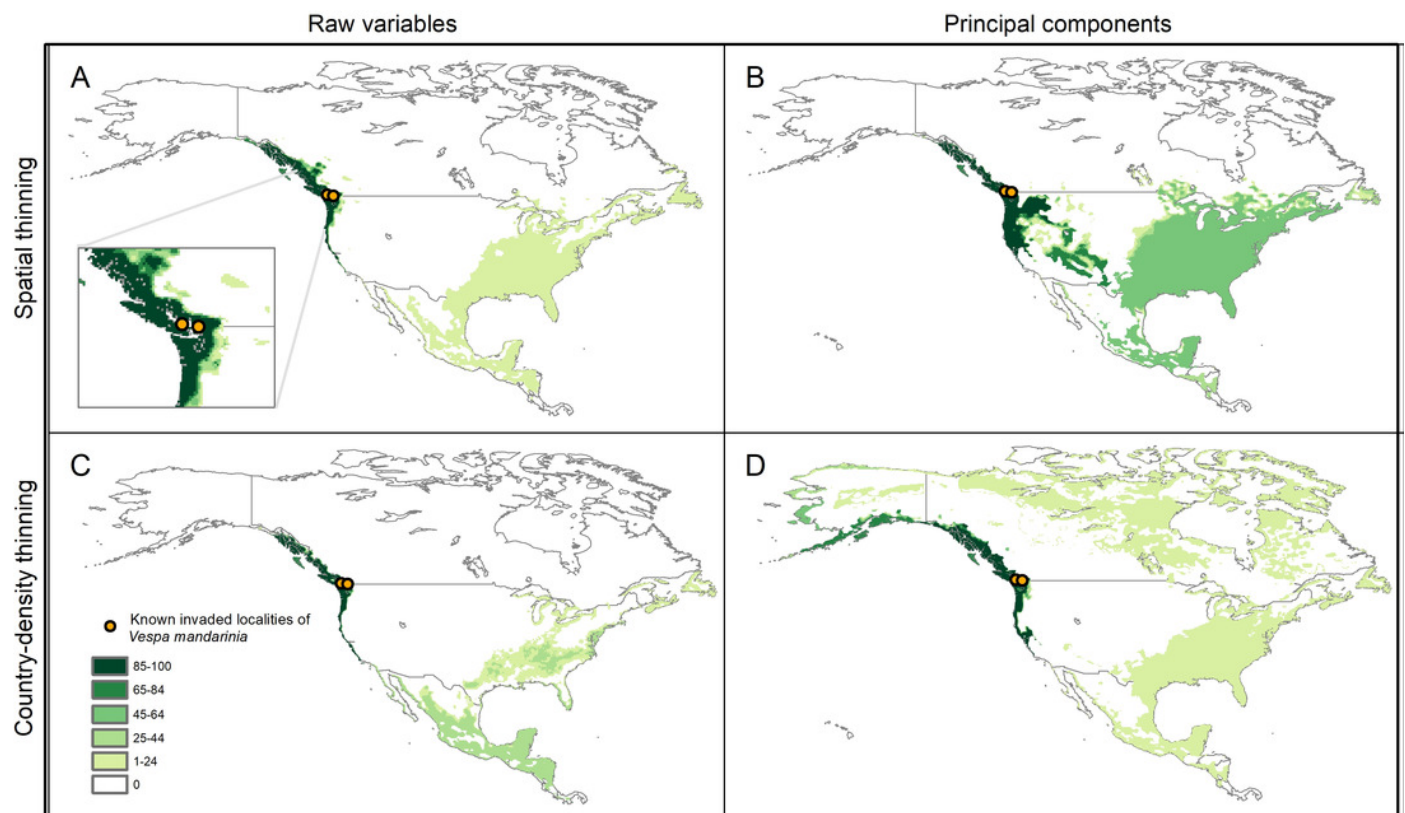 Raw variables
Principal components
Spatial thinning
A
B
Country-density thinning
C
D
Known invaded localities of
Vespa mandarinia
85-100
65-84
45-64
25-44
1-24
0